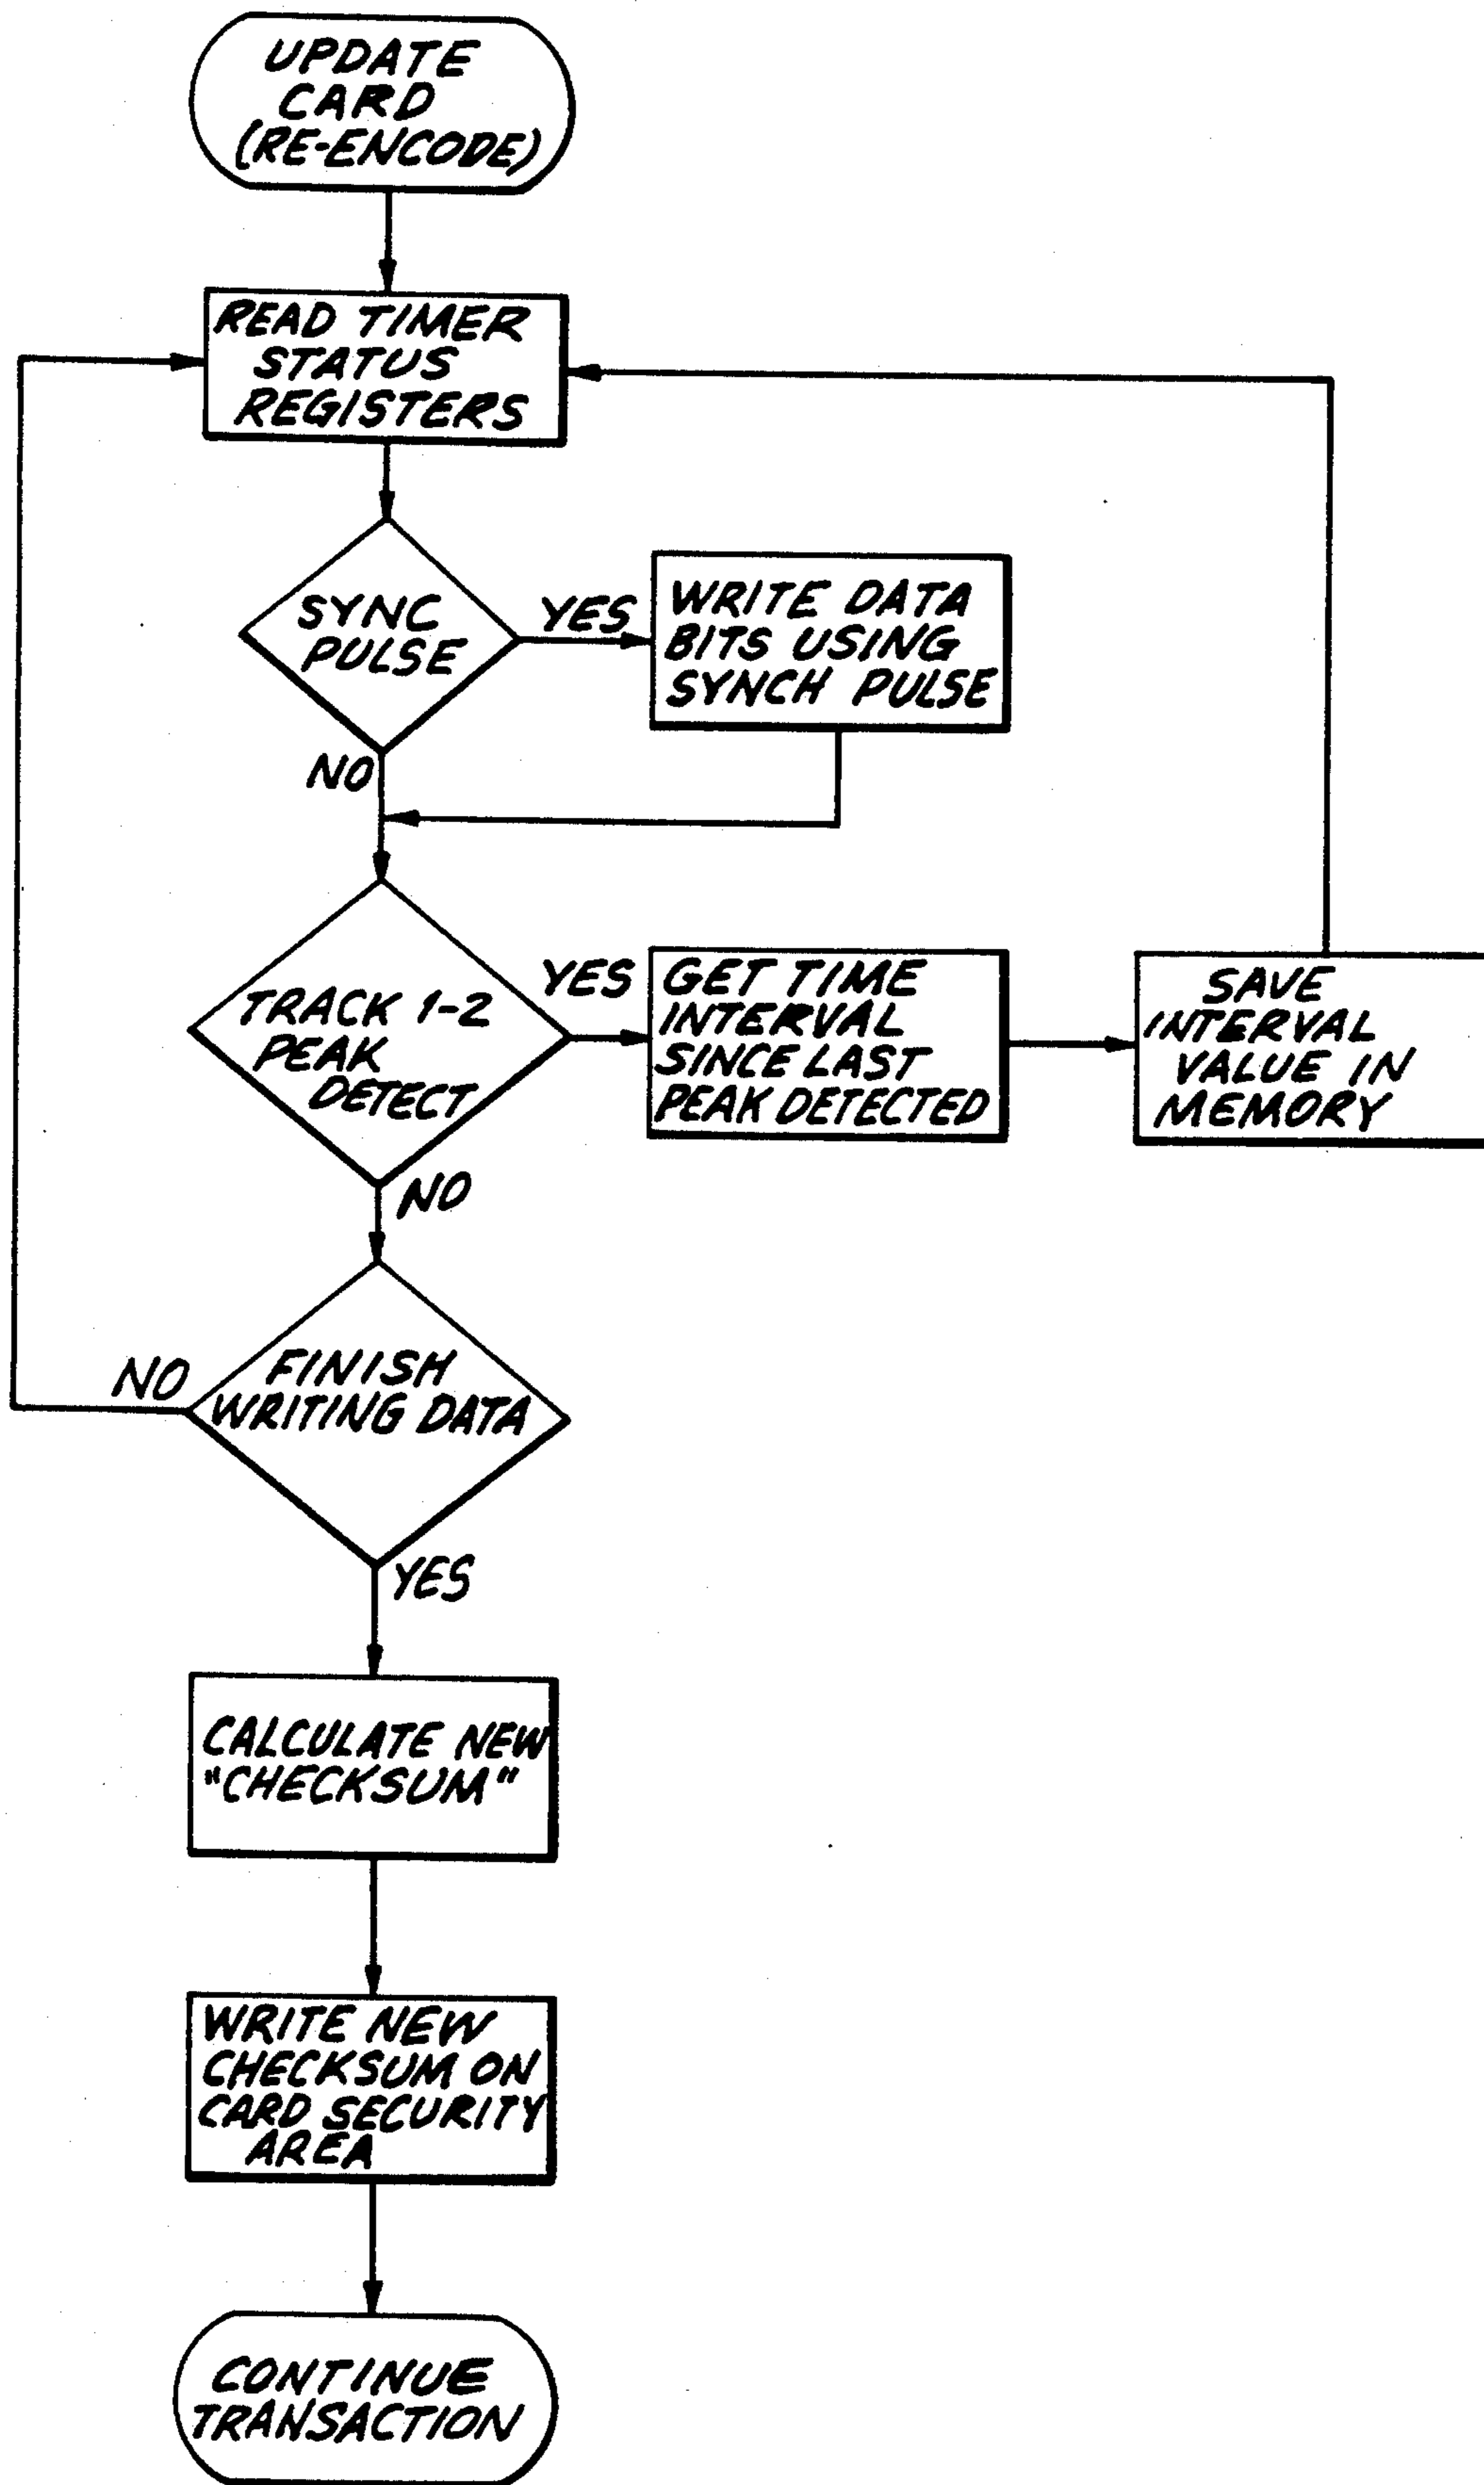 UPDATE
CARD
(RE-ENCODE)
READ TIMER
STATUS
REGISTERS
SYNC
PULSE
YES
WRITE DATA
BITS USING
SYNCH PULSE
NO
TRACK 1-2
PEAK
DETECT
YES
GET TIME
INTERVAL
SINCE LAST
PEAK DETECTED
SAVE
INTERVAL
VALUE IN
MEMORY
NO
FINISH
WRITING DATA
NO
YES
CALCULATE NEW
"CHECKSUM"
WRITE NEW
CHECKSUM ON
CARD SECURITY
AREA
CONTINUE
TRANSACTION